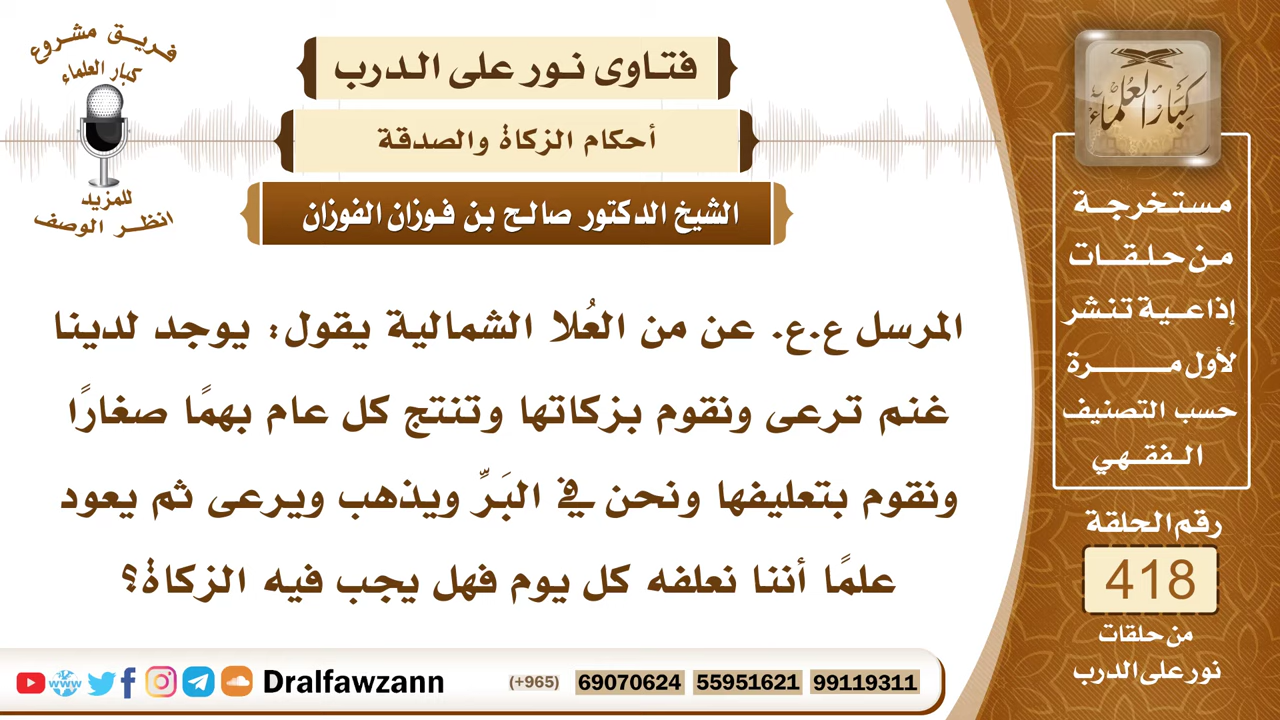 فريق مشروع
كبار العلماء
للمزيد
انظر الوصف
فتاوى نور على الدرب
أحكام الزكاة والصدقة
الشيخ الدكتور صالح بن فوزان الفوزان
المرسل ع.ع. عن من العُلا الشمالية يقول: يوجد لدينا
غنم ترعى ونقوم بزكاتها وتنتج كل عام بهمًا صغارًا
ونقوم بتعليفها ونحن في البَرِّ ويذهب ويرعى ثم يعود
علمًا أننا نعلفه كل يوم فهل يجب فيه الزكاة؟
كبار العلماء
مستخرجة
من حلقات
إذاعية تنشر
لأول مرة
حسب التصنيف
الفقهي
رقم الحلقة
418
من حلقات
نور على الدرب
www Dralfawzann (+965) 69070624 55951621 99119311